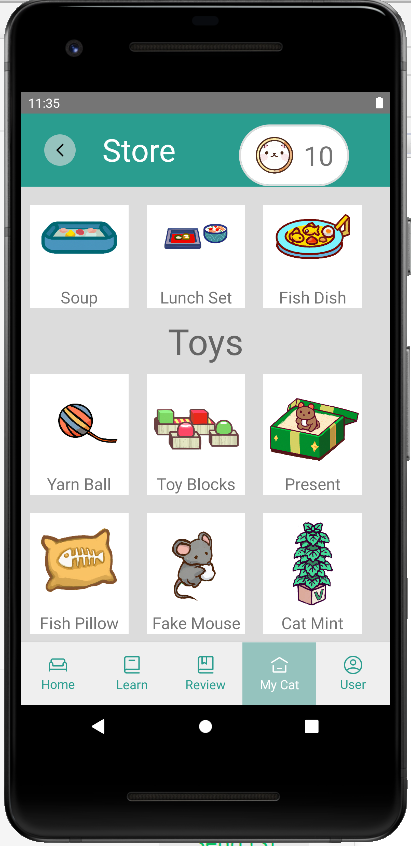 11:35
Store
10
Soup Lunch Set Fish Dish
Toys
Yarn Ball Toy Blocks Present
Fish Pillow Fake Mouse Cat Mint
Home Learn Review My Cat User